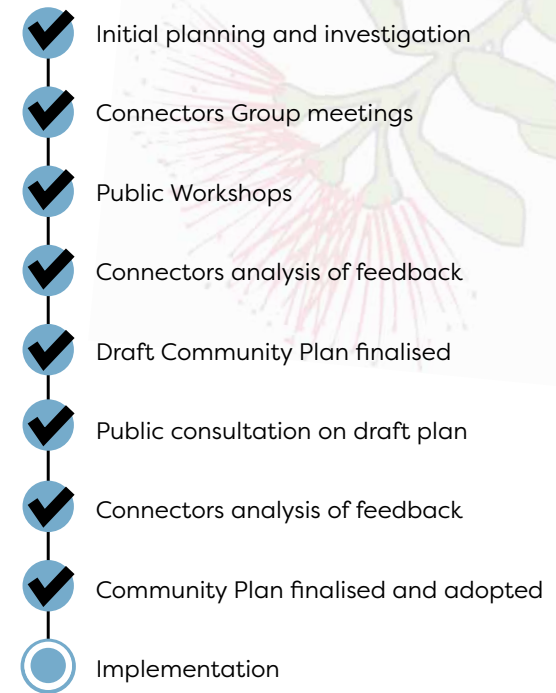 Initial planning and investigation
Connectors Group meetings
Public Workshops
Connectors analysis of feedback
Draft Community Plan finalised
Public consultation on draft plan
Connectors analysis of feedback
Community Plan finalised and adopted
Implementation